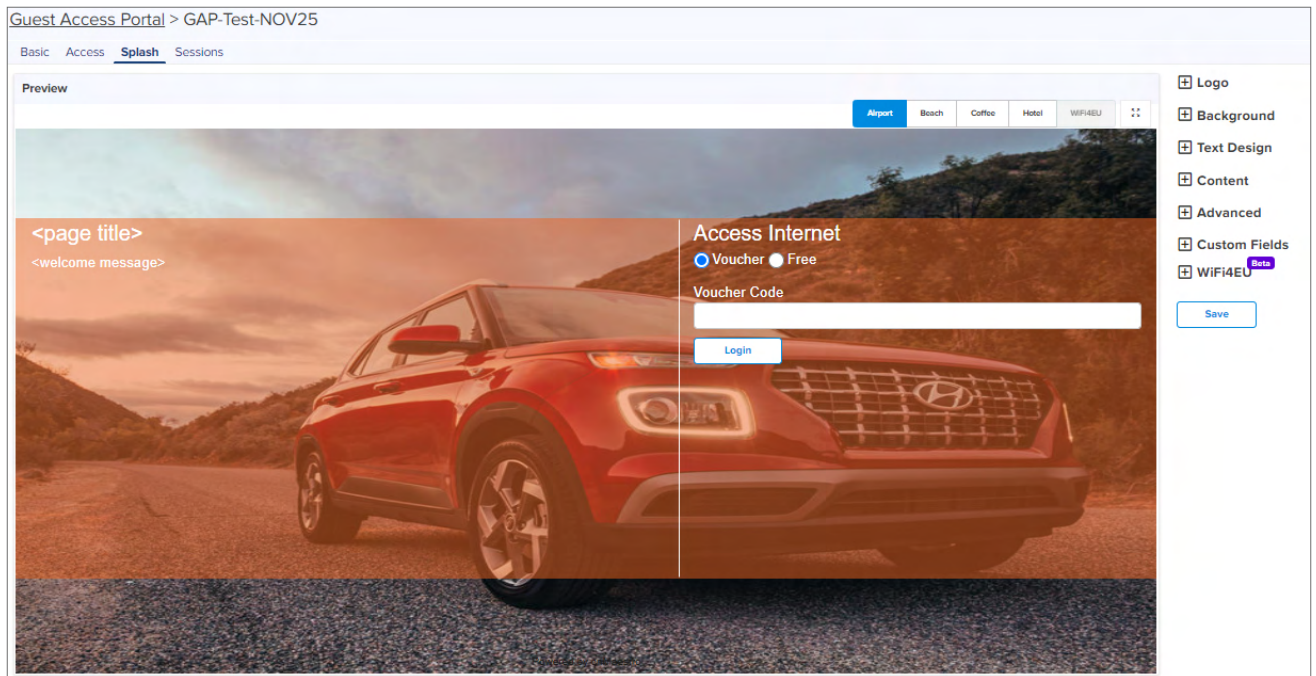 Guest Access Portal > GAP-Test-NOV25
Basic Access Splash Sessions
Preview
Airport Beach Coffee Hotel WIFI4EU
<page title>
<welcome message>
Access Internet
Voucher Free
Voucher Code
Login
Logo
Background
Text Design
Content
Advanced
Custom Fields
WiFi4EU Beta
Save